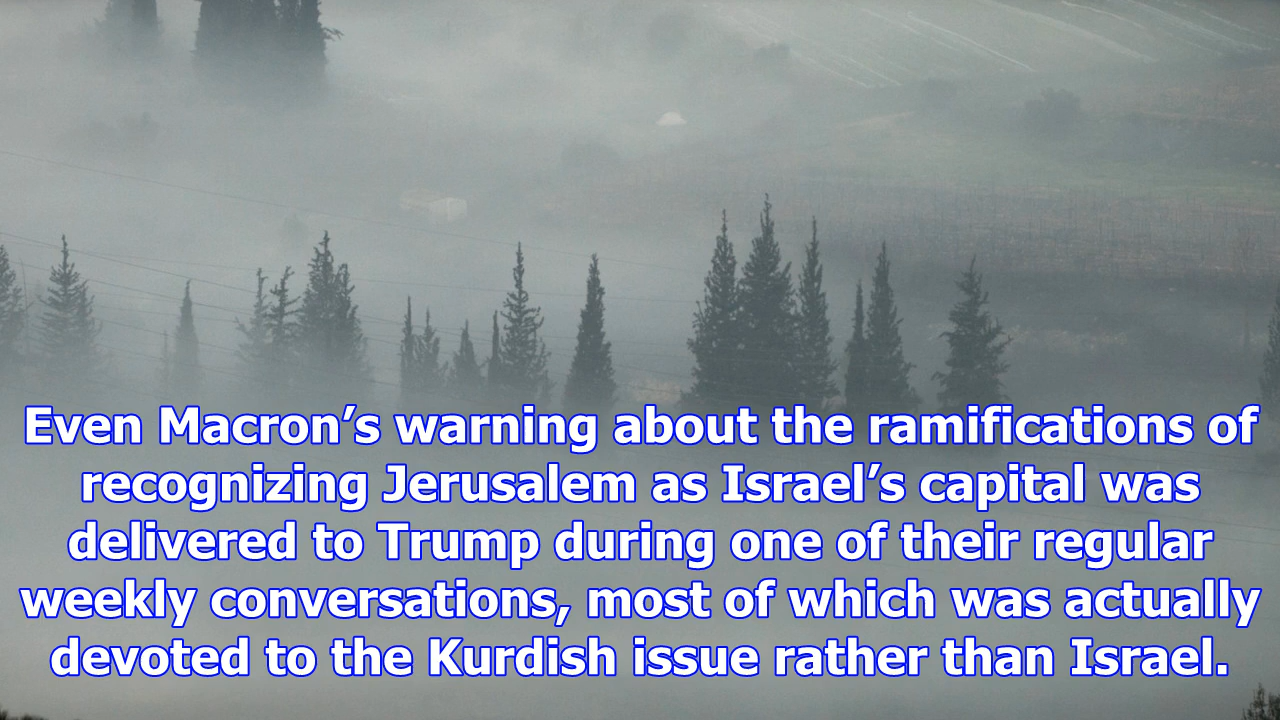 Even Macron’s warning about the ramifications of
recognizing Jerusalem as Israel’s capital was
delivered to Trump during one of their regular
weekly conversations, most of which was actually
devoted to the Kurdish issue rather than Israel.